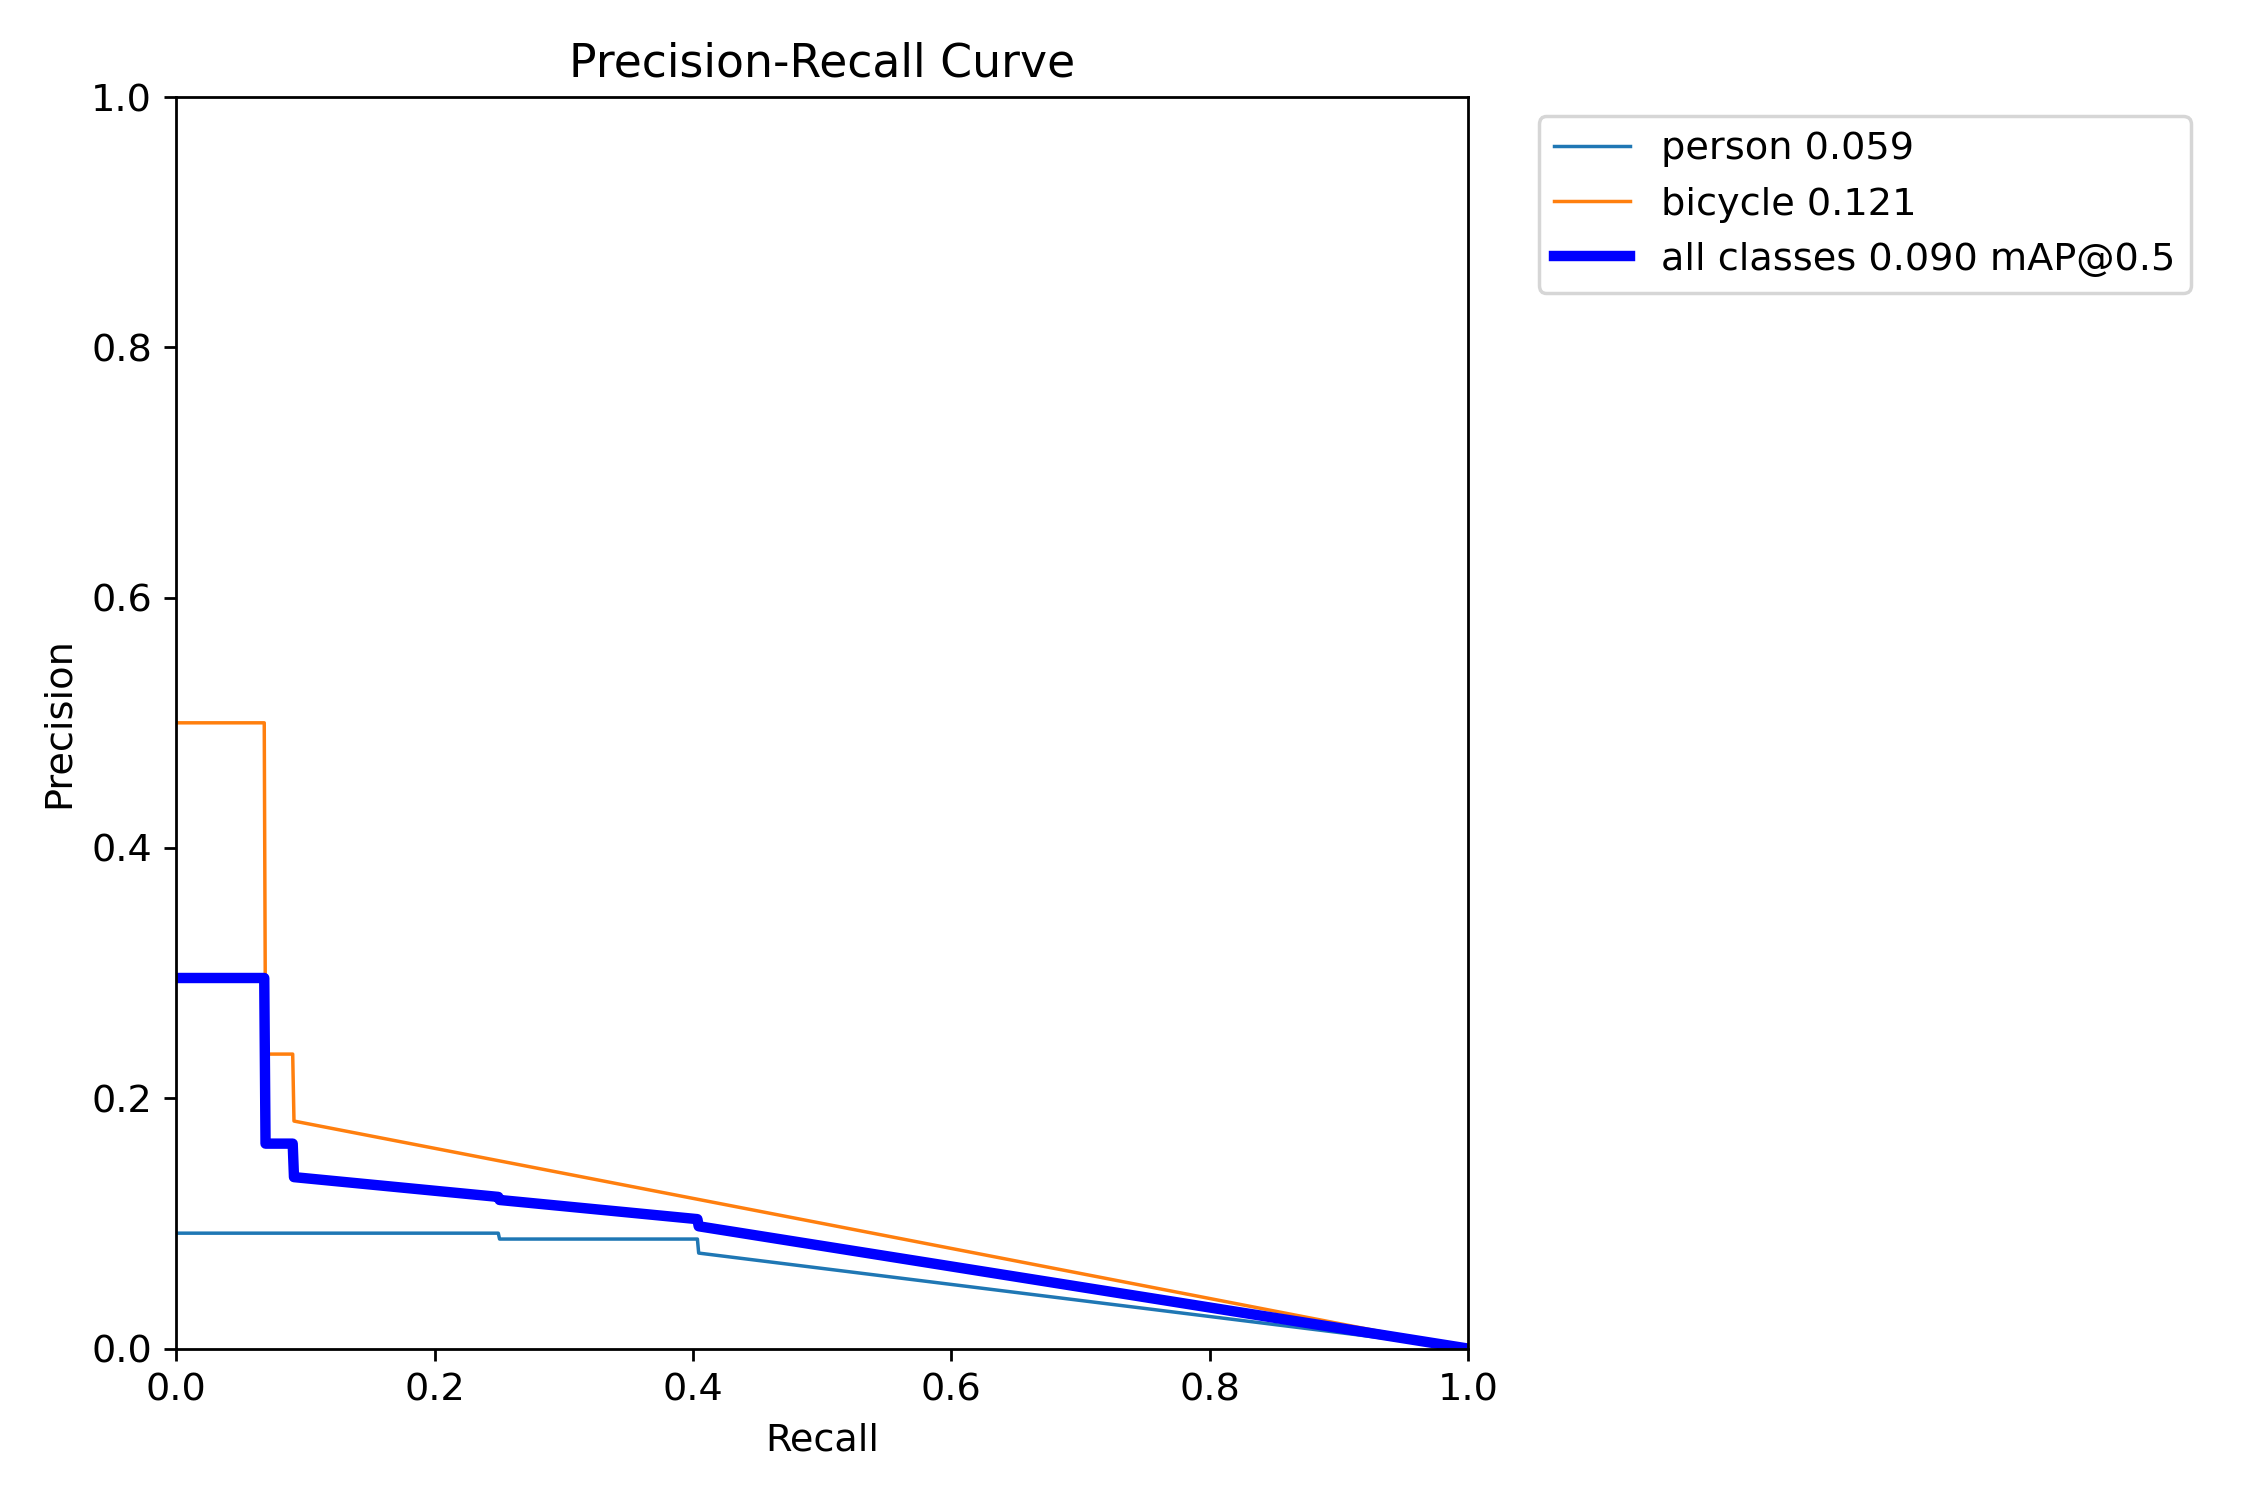 Precision-Recall Curve
1.0
0.8
0.6
0.4
0.2
0.0
Precision
0.0 0.2 0.4 0.6 0.8 1.0
Recall
person 0.059
bicycle 0.121
all classes 0.090 mAP@0.5